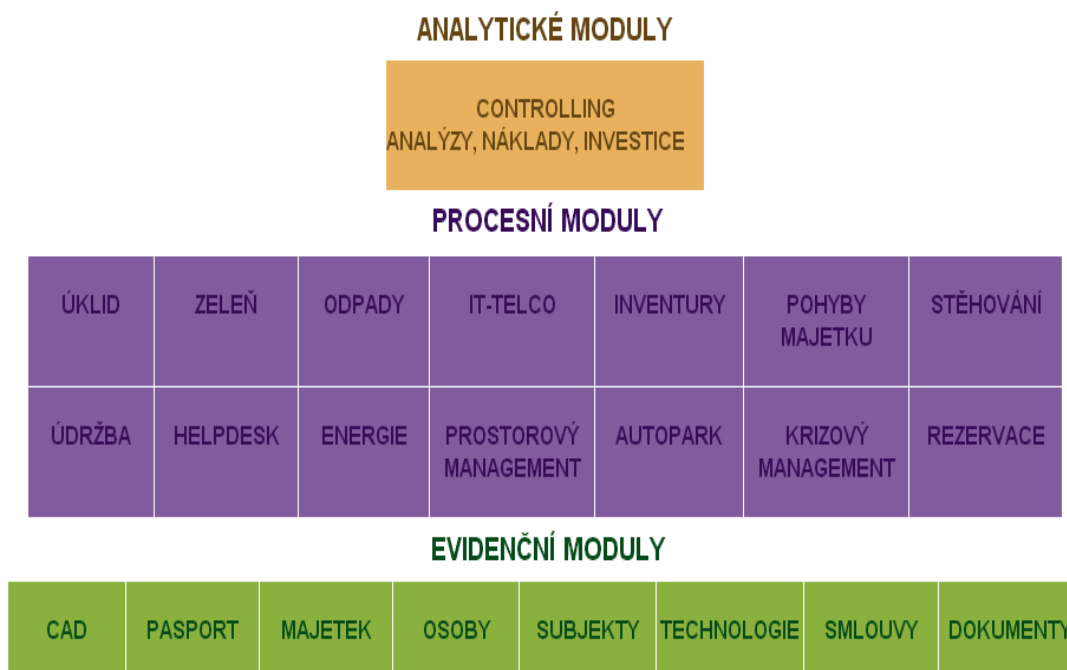 ANALYTICKÉ MODULY
CONTROLLING
ANALÝZY, NÁKLADY, INVESTICE
PROCESNÍ MODULY
ÚKLID
ZELEŇ
ODPADY
IT-TELCO
INVENTURY
POHYBY
MAJETKU
STĚHOVÁNÍ
ÚDRŽBA
HELPDESK
ENERGIE
PROSTOROVÝ
MANAGEMENT
AUTOPARK
KRIZOVÝ
MANAGEMENT
REZERVACE
EVIDENČNÍ MODULY
CAD
PASPORT
MAJETEK
OSOBY
SUBJEKTY
TECHNOLOGIE
SMLOUVY
DOKUMENTY